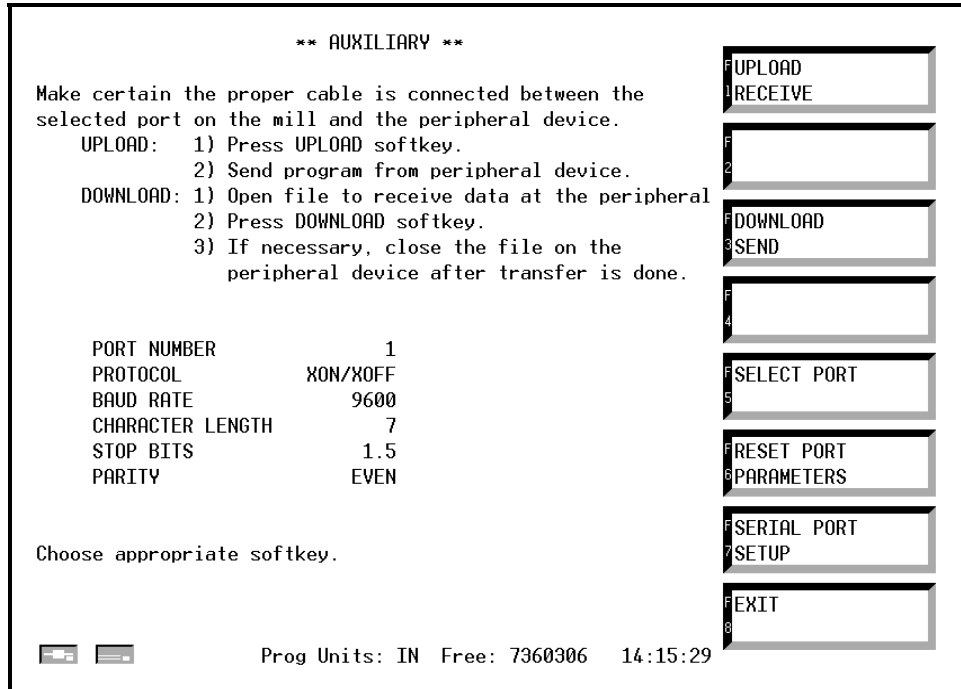 ** AUXILIARY **
Make certain the proper cable is connected between the
selected port on the mill and the peripheral device.
UPLOAD: 1) Press UPLOAD softkey.
2) Send program from peripheral device.
DOWNLOAD: 1) Open file to receive data at the peripheral
2) Press DOWNLOAD softkey.
3) If necessary, close the file on the
peripheral device after transfer is done.
PORT NUMBER 1
PROTOCOL XON/XOFF
BAUD RATE 9600
CHARACTER LENGTH 7
STOP BITS 1.5
PARITY EVEN
Choose appropriate softkey.
Prog Units: IN Free: 7360306 14:15:29
F1 UPLOAD
RECEIVE
F2
F3 DOWNLOAD
SEND
F4
F5 SELECT PORT
F6 RESET PORT
PARAMETERS
F7 SERIAL PORT
SETUP
F8 EXIT